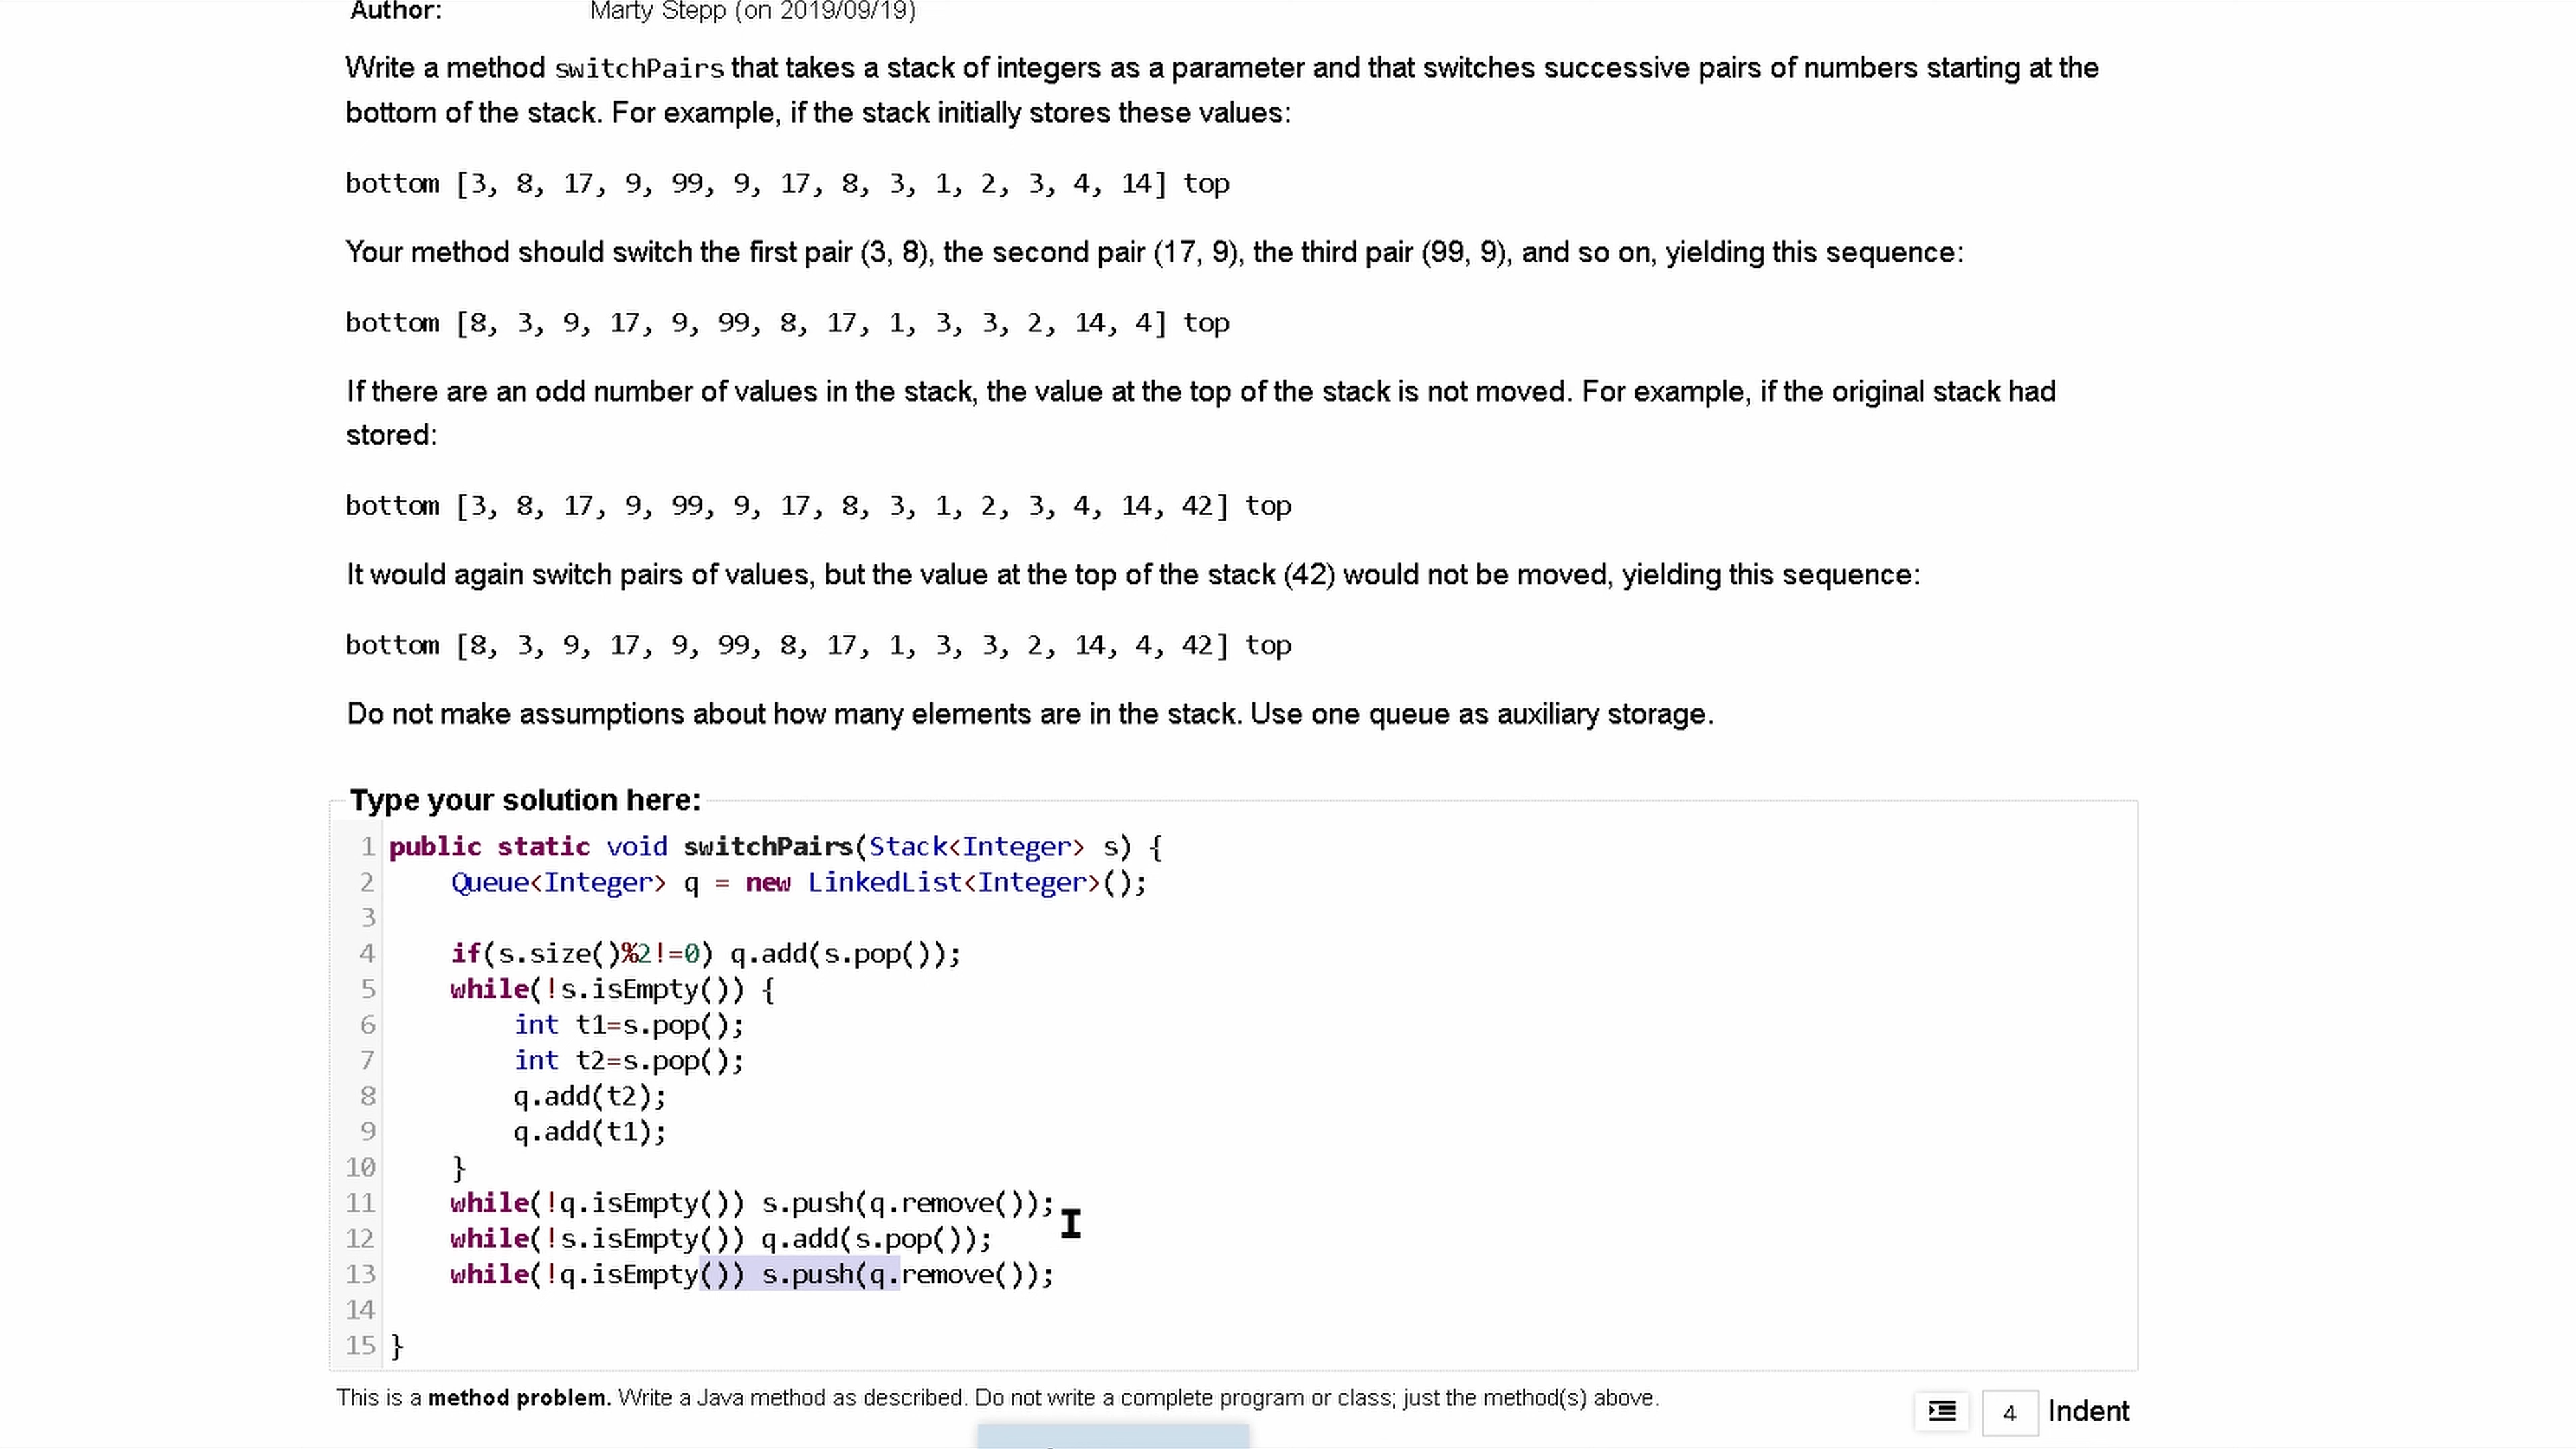 Author: Marty Stepp (on 2019/09/19)
Write a method switchPairs that takes a stack of integers as a parameter and that switches successive pairs of numbers starting at the
bottom of the stack. For example, if the stack initially stores these values:
bottom [3, 8, 17, 9, 99, 9, 17, 8, 3, 1, 2, 3, 4, 14] top
Your method should switch the first pair (3, 8), the second pair (17, 9), the third pair (99, 9), and so on, yielding this sequence:
bottom [8, 3, 9, 17, 9, 99, 8, 17, 1, 3, 3, 2, 14, 4] top
If there are an odd number of values in the stack, the value at the top of the stack is not moved. For example, if the original stack had
stored:
bottom [3, 8, 17, 9, 99, 9, 17, 8, 3, 1, 2, 3, 4, 14, 42] top
It would again switch pairs of values, but the value at the top of the stack (42) would not be moved, yielding this sequence:
bottom [8, 3, 9, 17, 9, 99, 8, 17, 1, 3, 3, 2, 14, 4, 42] top
Do not make assumptions about how many elements are in the stack. Use one queue as auxiliary storage.
Type your solution here:
1 public static void switchPairs(Stack<Integer> s) {
2     Queue<Integer> q = new LinkedList<Integer>();
3
4     if(s.size()%2!=0) q.add(s.pop());
5     while(!s.isEmpty()) {
6         int t1=s.pop();
7         int t2=s.pop();
8         q.add(t2);
9         q.add(t1);
10     }
11     while(!q.isEmpty()) s.push(q.remove());
12     while(!s.isEmpty()) q.add(s.pop());
13     while(!q.isEmpty()) s.push(q.remove());
14
15 }
This is a method problem. Write a Java method as described. Do not write a complete program or class; just the method(s) above.
4 Indent